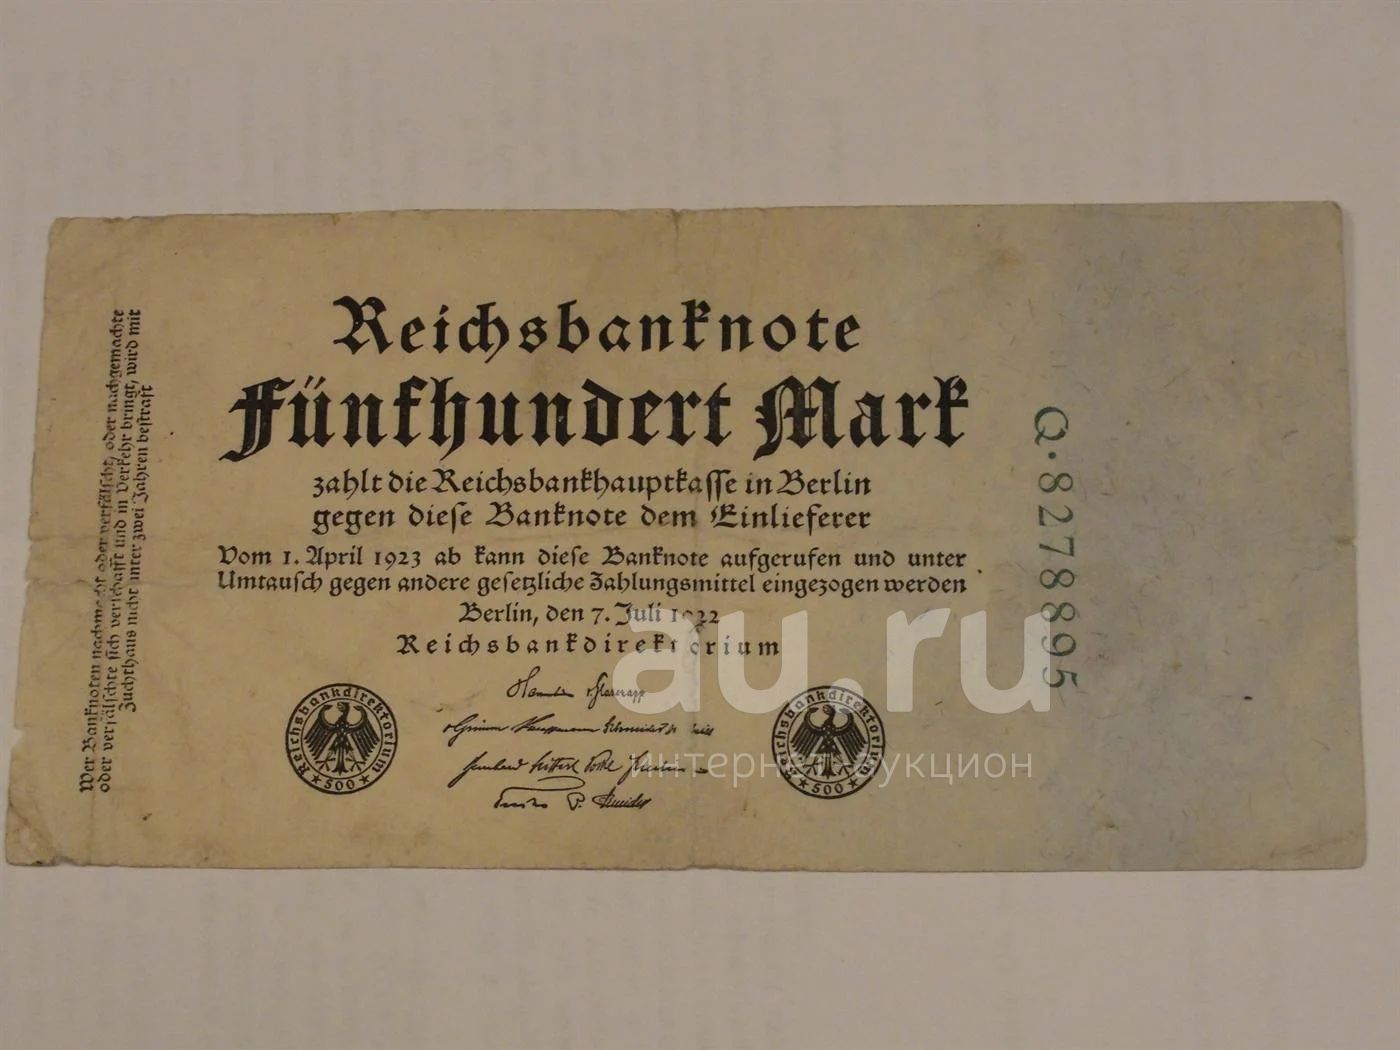 Reichsbanknote
Fünfhundert Mark
zahlt die Reichsbankhauptkasse in Berlin
gegen diese Banknote dem Einlieferer
Vom 1. April 1923 ab kann diese Banknote aufgerufen und unter
Umtausch gegen andere gesetzliche Zahlungsmittel eingezogen werden
Berlin, den 7. Juli 1922
Reichsbankdirektorium
Reichsbankdirektorium
500
Reichsbankdirektorium
500
Wer Banknoten nachmacht oder verfälscht, oder nachgemachte
oder verfälschte sich verschafft und in Verkehr bringt, wird mit
Zuchthaus nicht unter zwei Jahren bestraft
Q·8278895
au.ru
интернет-аукцион